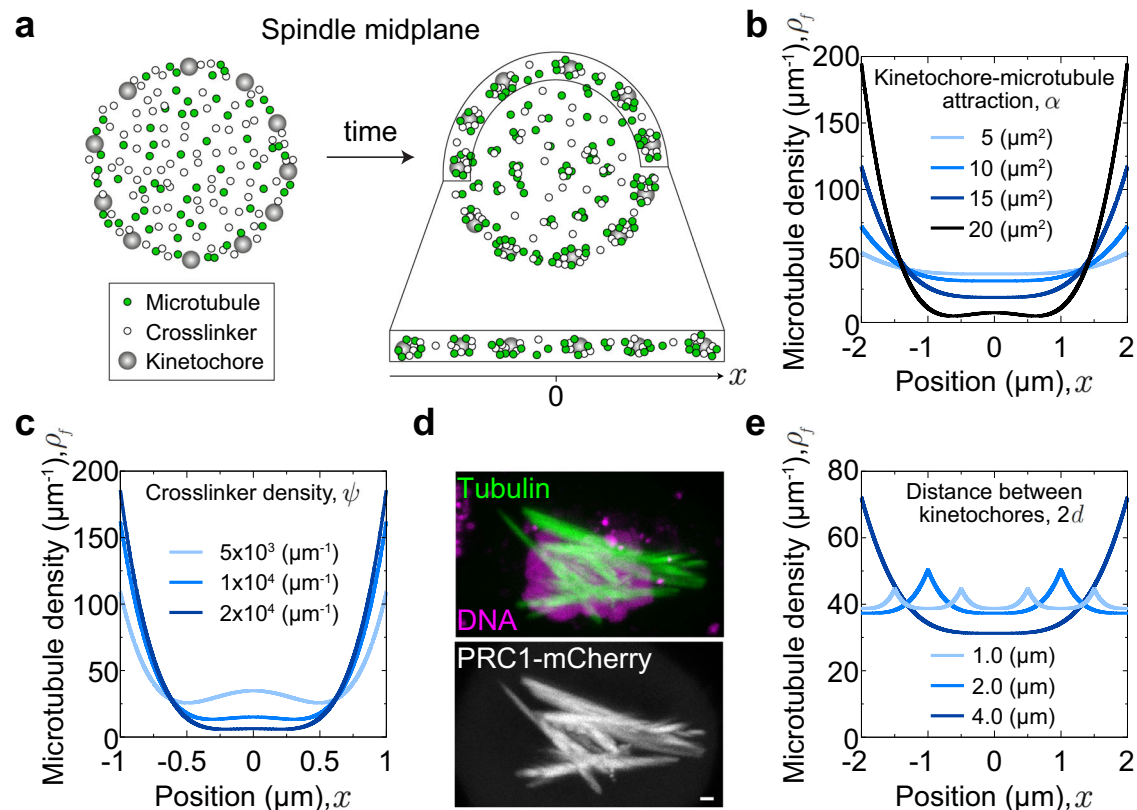 a
Spindle midplane
time
Microtubule
Crosslinker
Kinetochore
0
x
b
Microtubule density (µm⁻¹), ρf
200
150
100
50
0
Kinetochore-microtubule
attraction, α
5 (µm²)
10 (µm²)
15 (µm²)
20 (µm²)
-2 -1 0 1 2
Position (µm), x
c
Microtubule density (µm⁻¹), ρf
200
150
100
50
0
Crosslinker density, ψ
5x10³ (µm⁻¹)
1x10⁴ (µm⁻¹)
2x10⁴ (µm⁻¹)
-1 -0.5 0 0.5 1
Position (µm), x
d
Tubulin
DNA
PRC1-mCherry
e
Microtubule density (µm⁻¹), ρf
80
60
40
20
0
Distance between
kinetochores, 2d
1.0 (µm)
2.0 (µm)
4.0 (µm)
-2 -1 0 1 2
Position (µm), x